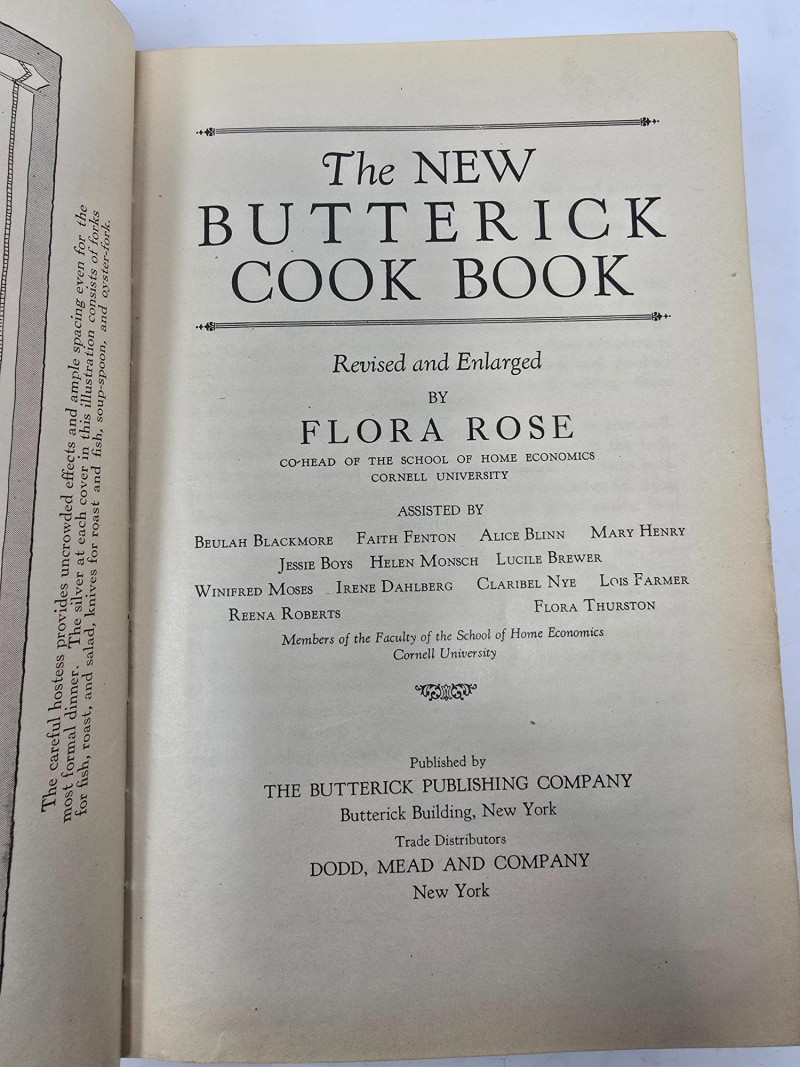 The careful hostess provides uncrowded effects and ample spacing even for the
most formal dinner. The silver at each cover in this illustration consists of forks
for fish, roast, and salad, knives for roast and fish, soup-spoon, and oyster-fork.
The NEW
BUTTERICK
COOK BOOK
Revised and Enlarged
BY
FLORA ROSE
CO-HEAD OF THE SCHOOL OF HOME ECONOMICS
CORNELL UNIVERSITY
ASSISTED BY
BEULAH BLACKMORE FAITH FENTON ALICE BLINN MARY HENRY
JESSIE BOYS HELEN MONSCH LUCILE BREWER
WINIFRED MOSES IRENE DAHLBERG CLARIBEL NYE LOIS FARMER
REENA ROBERTS FLORA THURSTON
Members of the Faculty of the School of Home Economics
Cornell University
Published by
THE BUTTERICK PUBLISHING COMPANY
Butterick Building, New York
Trade Distributors
DODD, MEAD AND COMPANY
New York